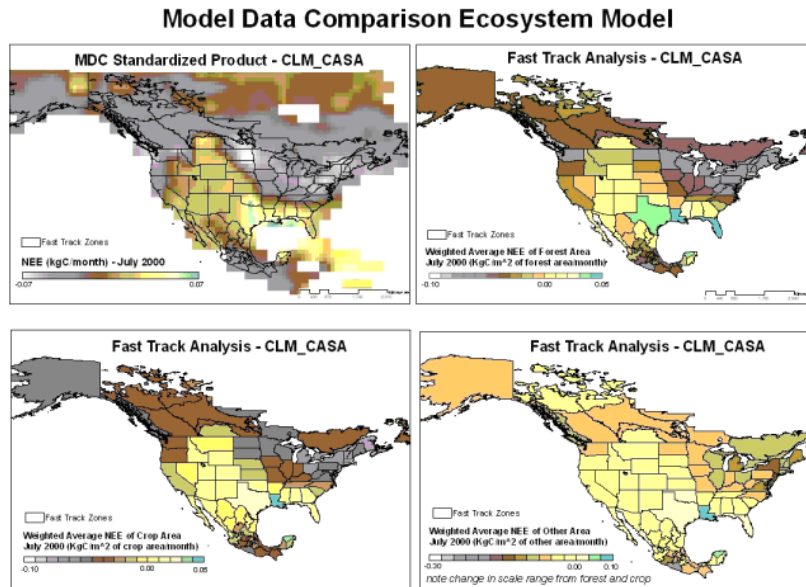 Model Data Comparison Ecosystem Model
MDC Standardized Product - CLM_CASA
Fast Track Zones
NEE (kgC/month) - July 2000
-0.07
0.07
Fast Track Analysis - CLM_CASA
Fast Track Zones
Weighted Average NEE of Forest Area
July 2000 (KgC/m^2 of forest area/month)
-0.10
0.00
0.05
Fast Track Analysis - CLM_CASA
Fast Track Zones
Weighted Average NEE of Crop Area
July 2000 (KgC/m^2 of crop area/month)
-0.10
0.00
0.05
Fast Track Analysis - CLM_CASA
Fast Track Zones
Weighted Average NEE of Other Area
July 2000 (KgC/m^2 of other area/month)
-0.30
0.00
0.10
note change in scale range from forest and crop